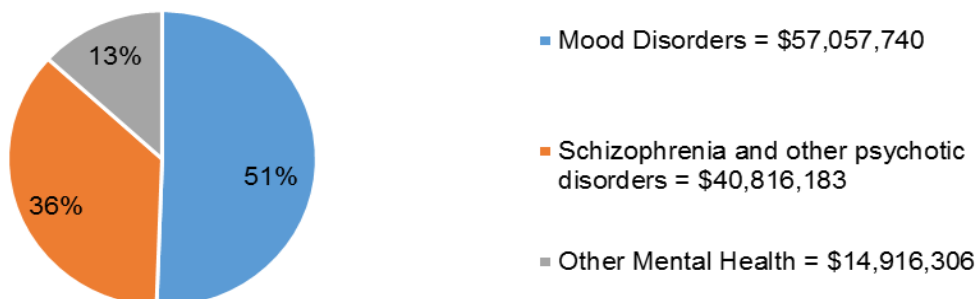 13%
51%
36%
Mood Disorders = $57,057,740
Schizophrenia and other psychotic
disorders = $40,816,183
Other Mental Health = $14,916,306